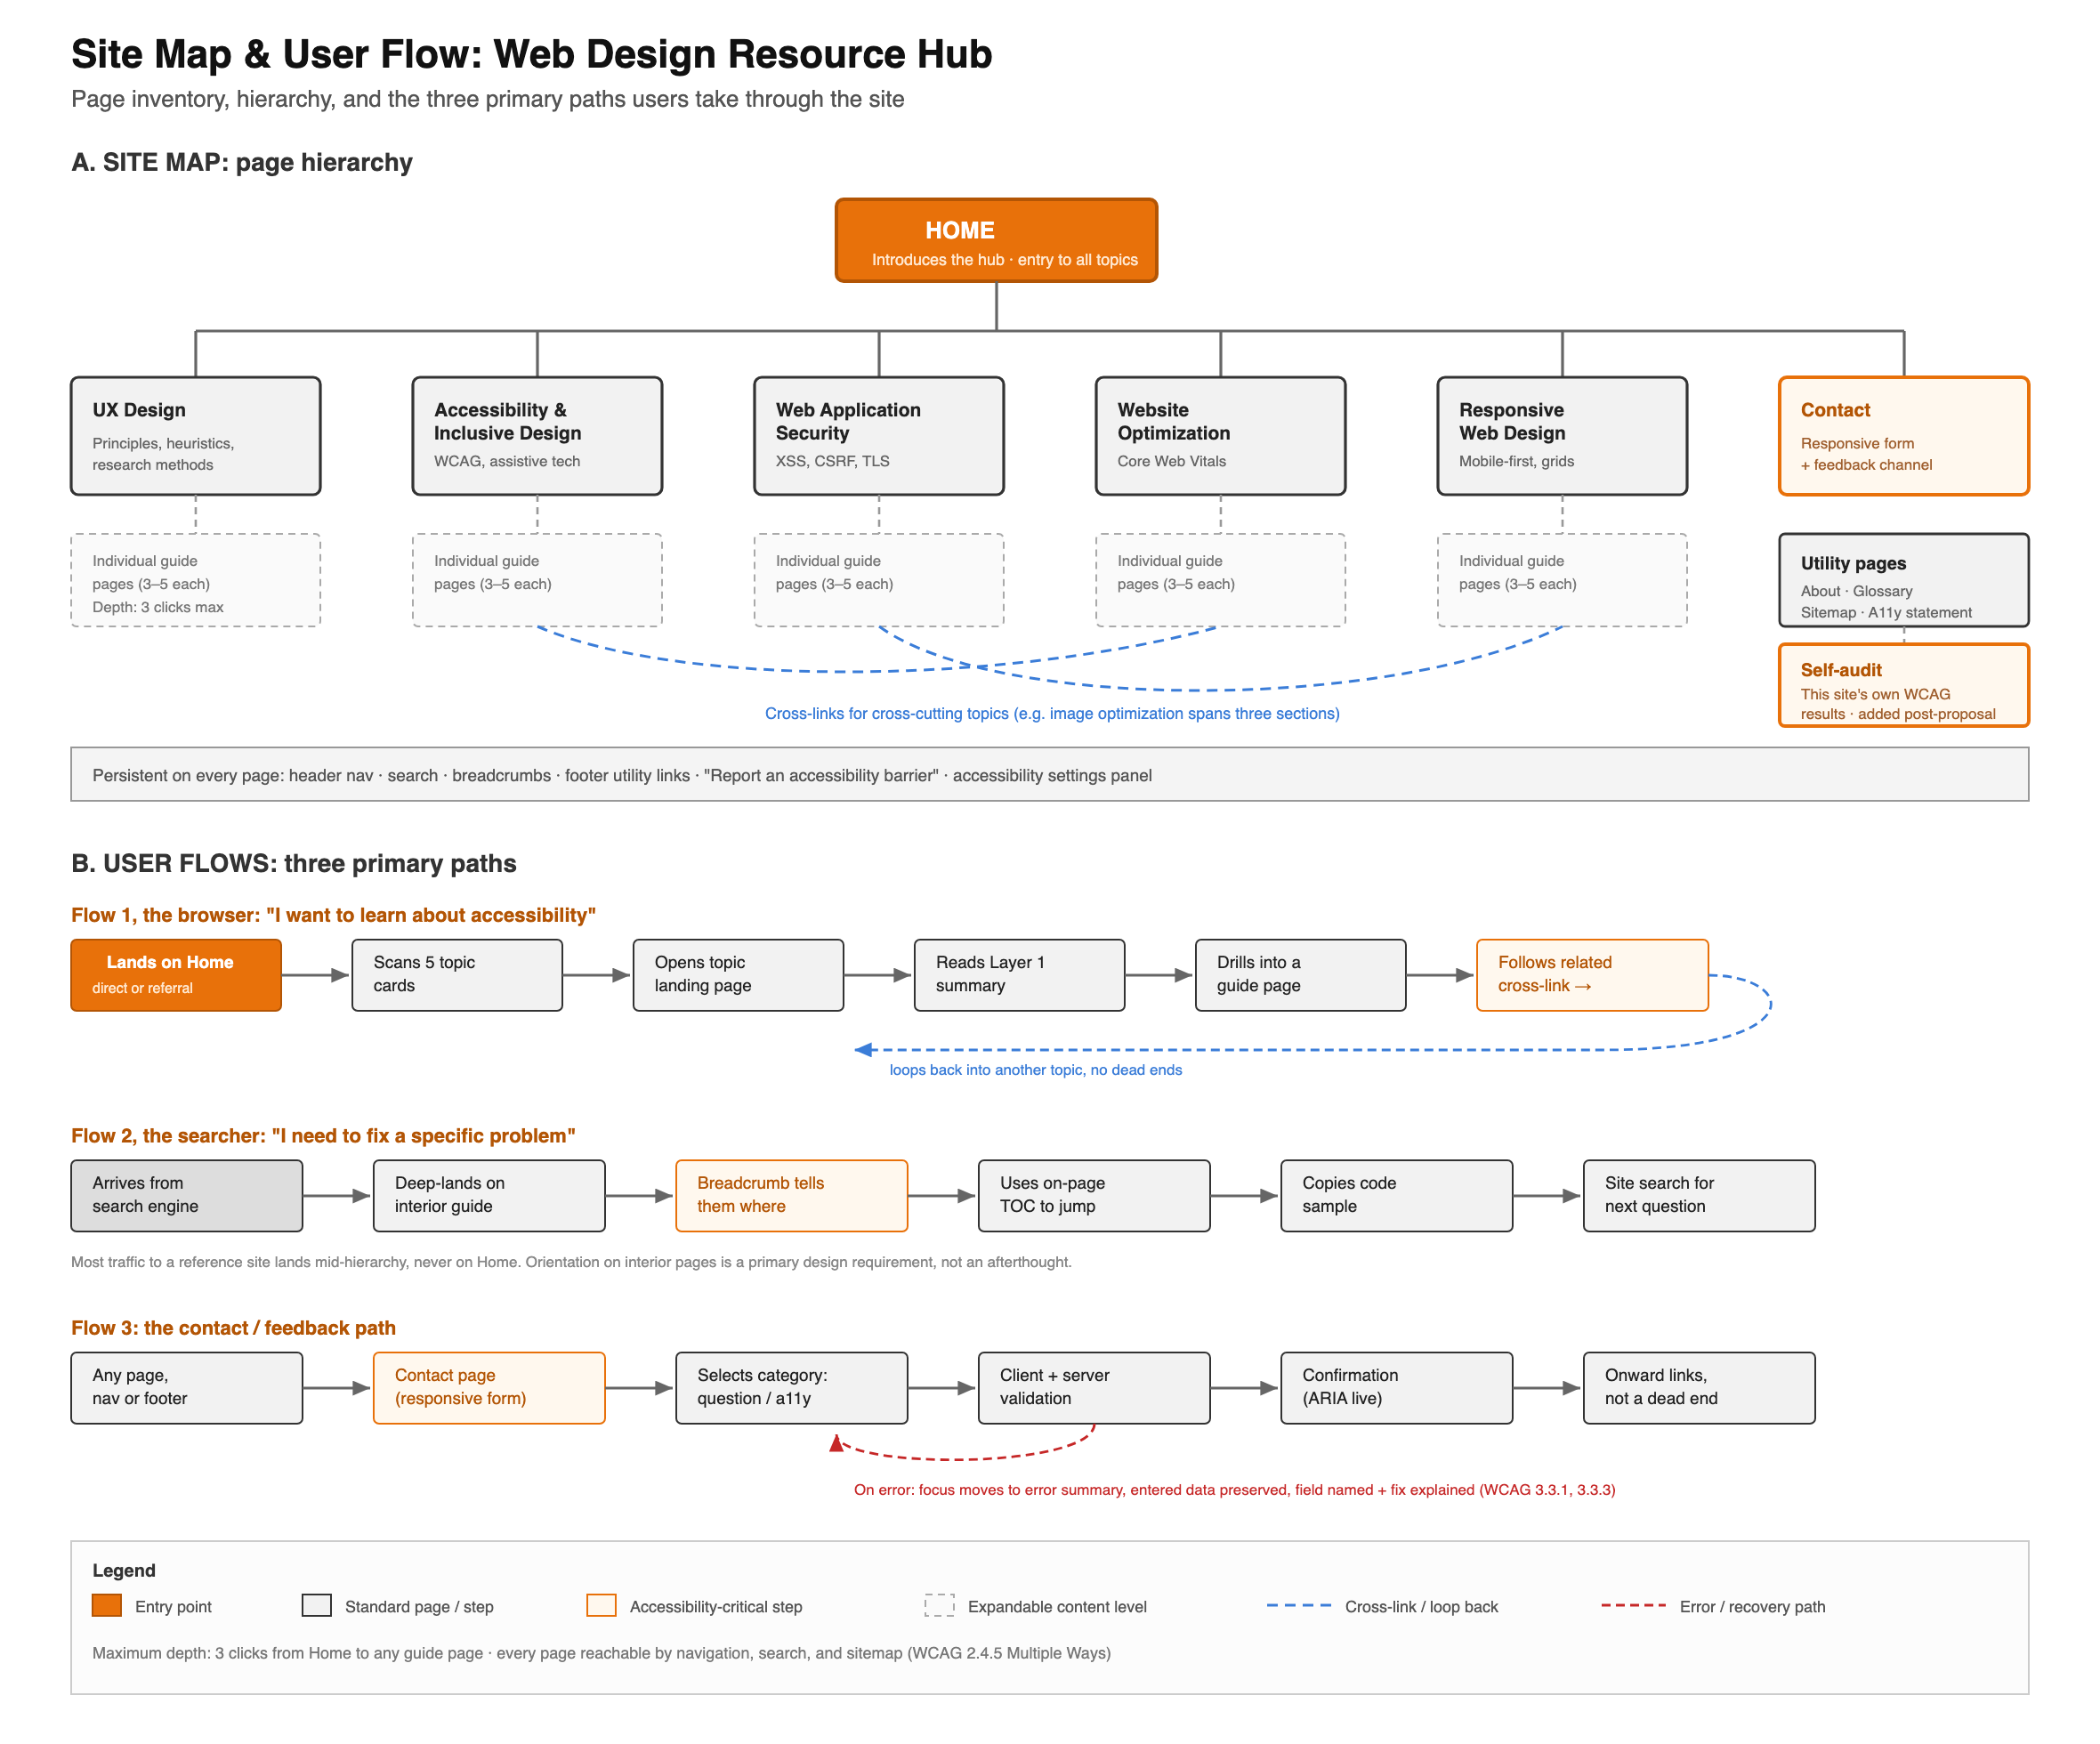 Site Map & User Flow: Web Design Resource Hub
Page inventory, hierarchy, and the three primary paths users take through the site
A. SITE MAP: page hierarchy
HOME
Introduces the hub · entry to all topics
UX Design
Principles, heuristics,
research methods
Accessibility &
Inclusive Design
WCAG, assistive tech
Web Application
Security
XSS, CSRF, TLS
Website
Optimization
Core Web Vitals
Responsive
Web Design
Mobile-first, grids
Contact
Responsive form
+ feedback channel
Individual guide
pages (3–5 each)
Depth: 3 clicks max
Individual guide
pages (3–5 each)
Individual guide
pages (3–5 each)
Individual guide
pages (3–5 each)
Individual guide
pages (3–5 each)
Utility pages
About · Glossary
Sitemap · A11y statement
Self-audit
This site's own WCAG
results · added post-proposal
Cross-links for cross-cutting topics (e.g. image optimization spans three sections)
Persistent on every page: header nav · search · breadcrumbs · footer utility links · "Report an accessibility barrier" · accessibility settings panel
B. USER FLOWS: three primary paths
Flow 1, the browser: "I want to learn about accessibility"
Lands on Home
direct or referral
Scans 5 topic
cards
Opens topic
landing page
Reads Layer 1
summary
Drills into a
guide page
Follows related
cross-link →
loops back into another topic, no dead ends
Flow 2, the searcher: "I need to fix a specific problem"
Arrives from
search engine
Deep-lands on
interior guide
Breadcrumb tells
them where
Uses on-page
TOC to jump
Copies code
sample
Site search for
next question
Most traffic to a reference site lands mid-hierarchy, never on Home. Orientation on interior pages is a primary design requirement, not an afterthought.
Flow 3: the contact / feedback path
Any page,
nav or footer
Contact page
(responsive form)
Selects category:
question / a11y
Client + server
validation
Confirmation
(ARIA live)
Onward links,
not a dead end
On error: focus moves to error summary, entered data preserved, field named + fix explained (WCAG 3.3.1, 3.3.3)
Legend
Entry point
Standard page / step
Accessibility-critical step
Expandable content level
Cross-link / loop back
Error / recovery path
Maximum depth: 3 clicks from Home to any guide page · every page reachable by navigation, search, and sitemap (WCAG 2.4.5 Multiple Ways)